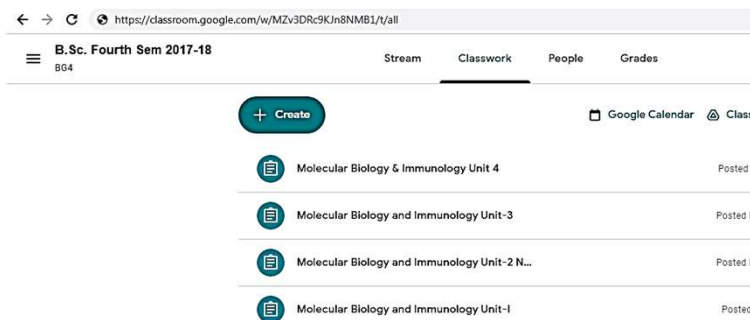 https://classroom.google.com/w/MZv3DRc9KJn8NMB1/t/all
B.Sc. Fourth Sem 2017-18
BG4
Stream Classwork People Grades
+ Create
Google Calendar Clas
Molecular Biology & Immunology Unit 4 Posted
Molecular Biology and Immunology Unit-3 Posted
Molecular Biology and Immunology Unit-2 N... Posted
Molecular Biology and Immunology Unit-I Posted